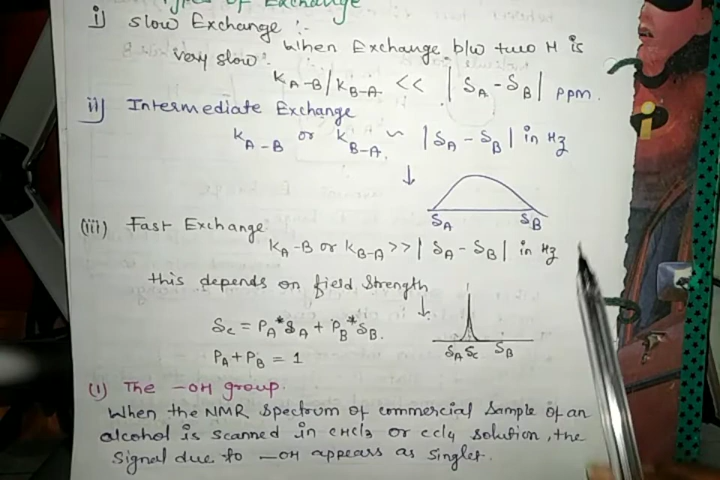 Types of Exchange
i) Slow Exchange :-
When Exchange b/w two H is
very slow.
kA-B/kB-A << |δA-δB| ppm.
ii) Intermediate Exchange
kA-B or kB-A ~ |δA-δB| in Hz
↓
δA δB
(iii) Fast Exchange
kA-B or kB-A >> |δA-δB| in Hz
this depends on field strength
↓
δc = PA*δA + PB*δB.
PA+PB = 1
δA δc δB
(1) The -OH group.
When the NMR Spectrum of commercial Sample of an
alcohol is scanned in CHCl3 or CCl4 solution, the
Signal due to -OH appears as Singlet.